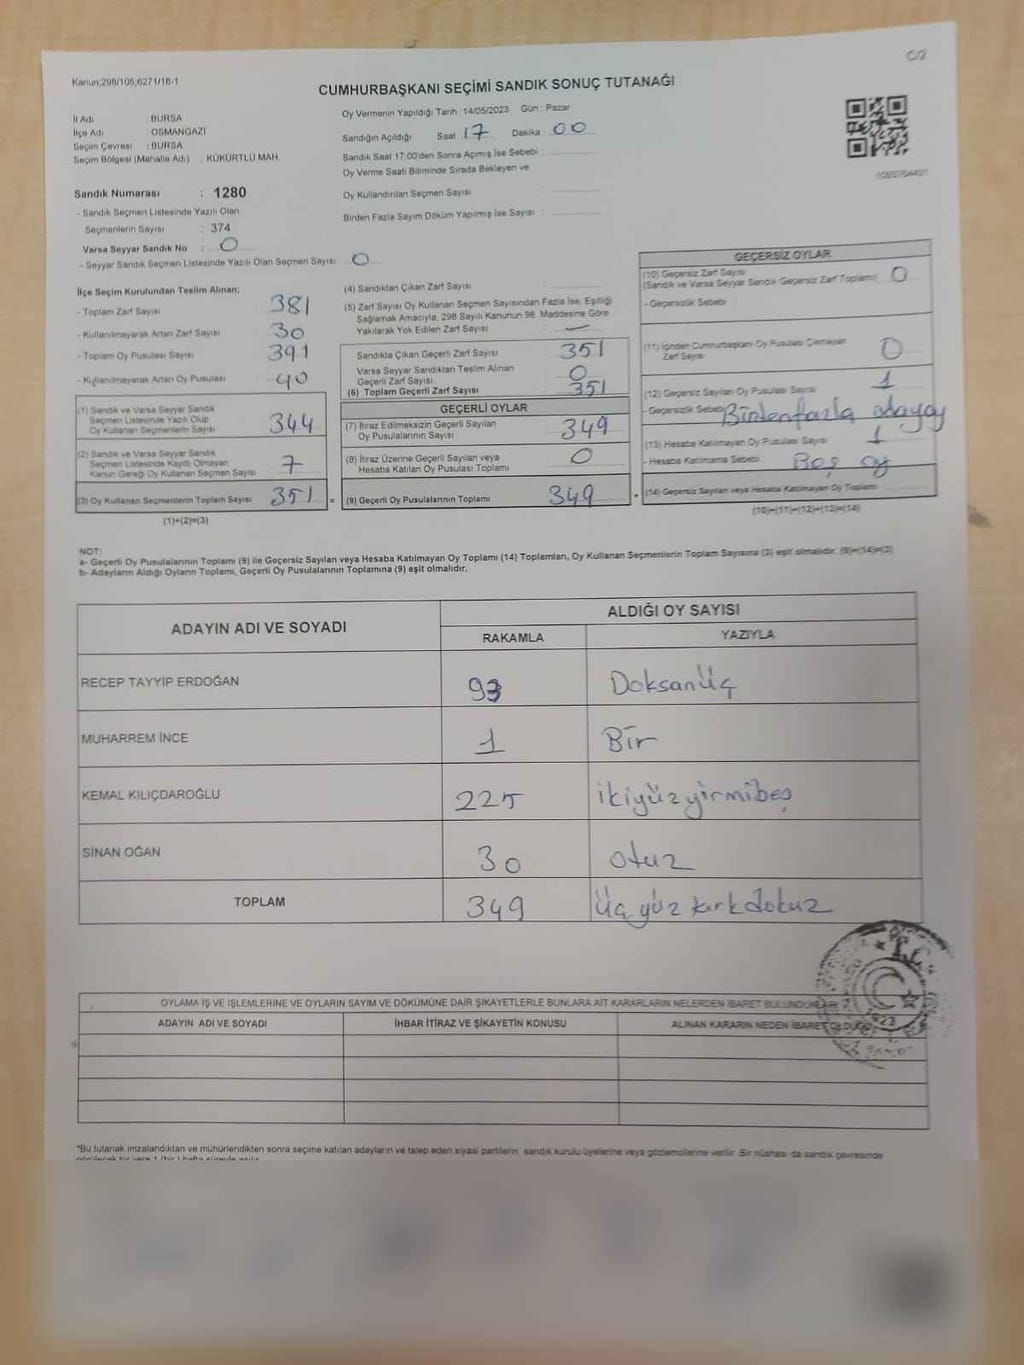 C/2
Kanun;298/105,6271/18-1
CUMHURBAŞKANI SEÇİMİ SANDIK SONUÇ TUTANAĞI
İl Adı : BURSA
İlçe Adı : OSMANGAZİ
Seçim Çevresi : BURSA
Seçim Bölgesi (Mahalle Adı) : KÜKÜRTLÜ MAH.
Sandık Numarası : 1280
- Sandık Seçmen Listesinde Yazılı Olan
Seçmenlerin Sayısı : 374
Varsa Seyyar Sandık No : 0
- Seyyar Sandık Seçmen Listesinde Yazılı Olan Seçmen Sayısı : 0
Oy Vermenin Yapıldığı Tarih : 14/05/2023 Gün : Pazar
Sandığın Açıldığı Saat : 17 Dakika : 00
Sandık Saat 17:00'den Sonra Açımış İse Sebebi
Oy Verme Saati Bitiminde Sırada Bekleyen ve
Oy Kullandırılan Seçmen Sayısı :
Birden Fazla Sayım Döküm Yapılmış İse Sayısı :
İlçe Seçim Kurulundan Teslim Alınan;
- Toplam Zarf Sayısı : 381
- Kullanılmayarak Artan Zarf Sayısı : 30
- Toplam Oy Pusulası Sayısı : 391
- Kullanılmayarak Artan Oy Pusulası : 40
(1) Sandık ve Varsa Seyyar Sandık
Seçmen Listesinde Yazılı Olup
Oy Kullanan Seçmenlerin Sayısı : 344
(2) Sandık ve Varsa Seyyar Sandık
Seçmen Listesinde Kaydı Olmayan
Kanun Gereği Oy Kullanan Seçmen Sayısı : 7
(3) Oy Kullanan Seçmenlerin Toplam Sayısı : 351 =
(1)+(2)=(3)
(4) Sandıktan Çıkan Zarf Sayısı :
(5) Zarf Sayısı Oy Kullanan Seçmen Sayısından Fazla İse, Eşitliği
Sağlamak Amacıyla, 298 Sayılı Kanunun 98. Maddesine Göre
Yakılarak Yok Edilen Zarf Sayısı : —
Sandıkta Çıkan Geçerli Zarf Sayısı : 351
Varsa Seyyar Sandıktan Teslim Alınan
Geçerli Zarf Sayısı : 0
(6) Toplam Geçerli Zarf Sayısı : 351
GEÇERLİ OYLAR
(7) İtiraz Edilmeksizin Geçerli Sayılan
Oy Pusulalarının Sayısı : 349
(8) İtiraz Üzerine Geçerli Sayılan veya
Hesaba Katılan Oy Pusulası Toplamı : 0
(9) Geçerli Oy Pusulalarının Toplamı : 349 +
GEÇERSİZ OYLAR
(10) Geçersiz Zarf Sayısı
(Sandık ve Varsa Seyyar Sandık Geçersiz Zarf Toplamı) : 0
- Geçersizlik Sebebi :
(11) İçinden Cumhurbaşkanı Oy Pusulası Çıkmayan
Zarf Sayısı : 0
(12) Geçersiz Sayılan Oy Pusulası Sayısı : 1
- Geçersizlik Sebebi : Birdenfazla adayoy
(13) Hesaba Katılmayan Oy Pusulası Sayısı : 1
- Hesaba Katılmama Sebebi : Boş oy
(14) Geçersiz Sayılan veya Hesaba Katılmayan Oy Toplamı :
(10)+(11)+(12)+(13)=(14)
NOT:
a- Geçerli Oy Pusulalarının Toplamı (9) ile Geçersiz Sayılan veya Hesaba Katılmayan Oy Toplamı (14) Toplamları, Oy Kullanan Seçmenlerin Toplam Sayısına (3) eşit olmalıdır. (9)+(14)=(3)
b- Adayların Aldığı Oyların Toplamı, Geçerli Oy Pusulalarının Toplamına (9) eşit olmalıdır.
ADAYIN ADI VE SOYADI ALDIĞI OY SAYISI
RAKAMLA YAZIYLA
RECEP TAYYİP ERDOĞAN 93 DoksanÜç
MUHARREM İNCE 1 Bir
KEMAL KILIÇDAROĞLU 225 ikiyüzyirmibeş
SİNAN OĞAN 30 otuz
TOPLAM 349 Üç yüz kırkdokuz
T.C.
1923
OYLAMA İŞ VE İŞLEMLERİNE VE OYLARIN SAYIM VE DÖKÜMÜNE DAİR ŞİKAYETLERLE BUNLARA AİT KARARLARIN NELERDEN İBARET BULUNDUKLARI
ADAYIN ADI VE SOYADI İHBAR İTİRAZ VE ŞİKAYETİN KONUSU ALINAN KARARIN NEDEN İBARET OLDUĞU
*Bu tutanak imzalandıktan ve mühürlendikten sonra seçime katılan adayların ve talep eden siyasi partilerin sandık kurulu üyelerine veya gözlemcilerine verilir. Bir nüshası da sandık çevresinde